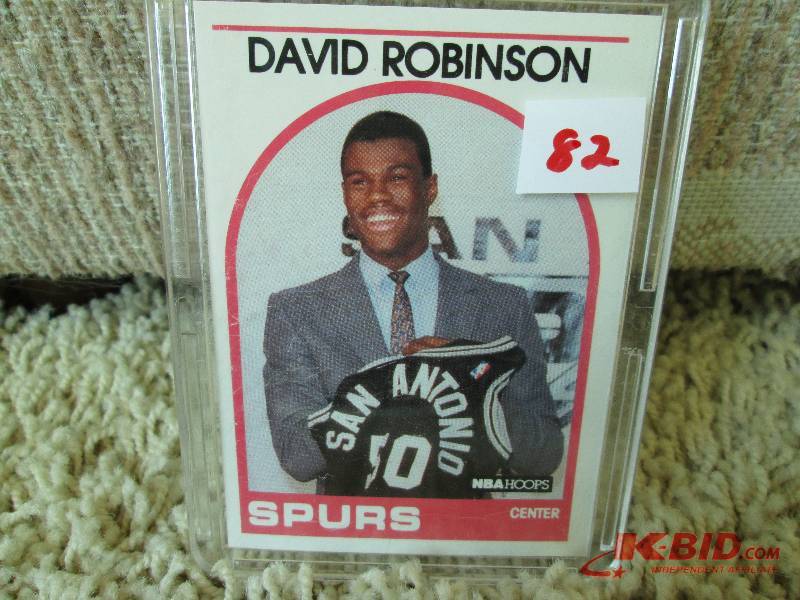 DAVID ROBINSON
82
SAN
SAN ANTONIO
50
NBA HOOPS
SPURS
CENTER
K-BID.COM
INDEPENDENT AFFILIATE